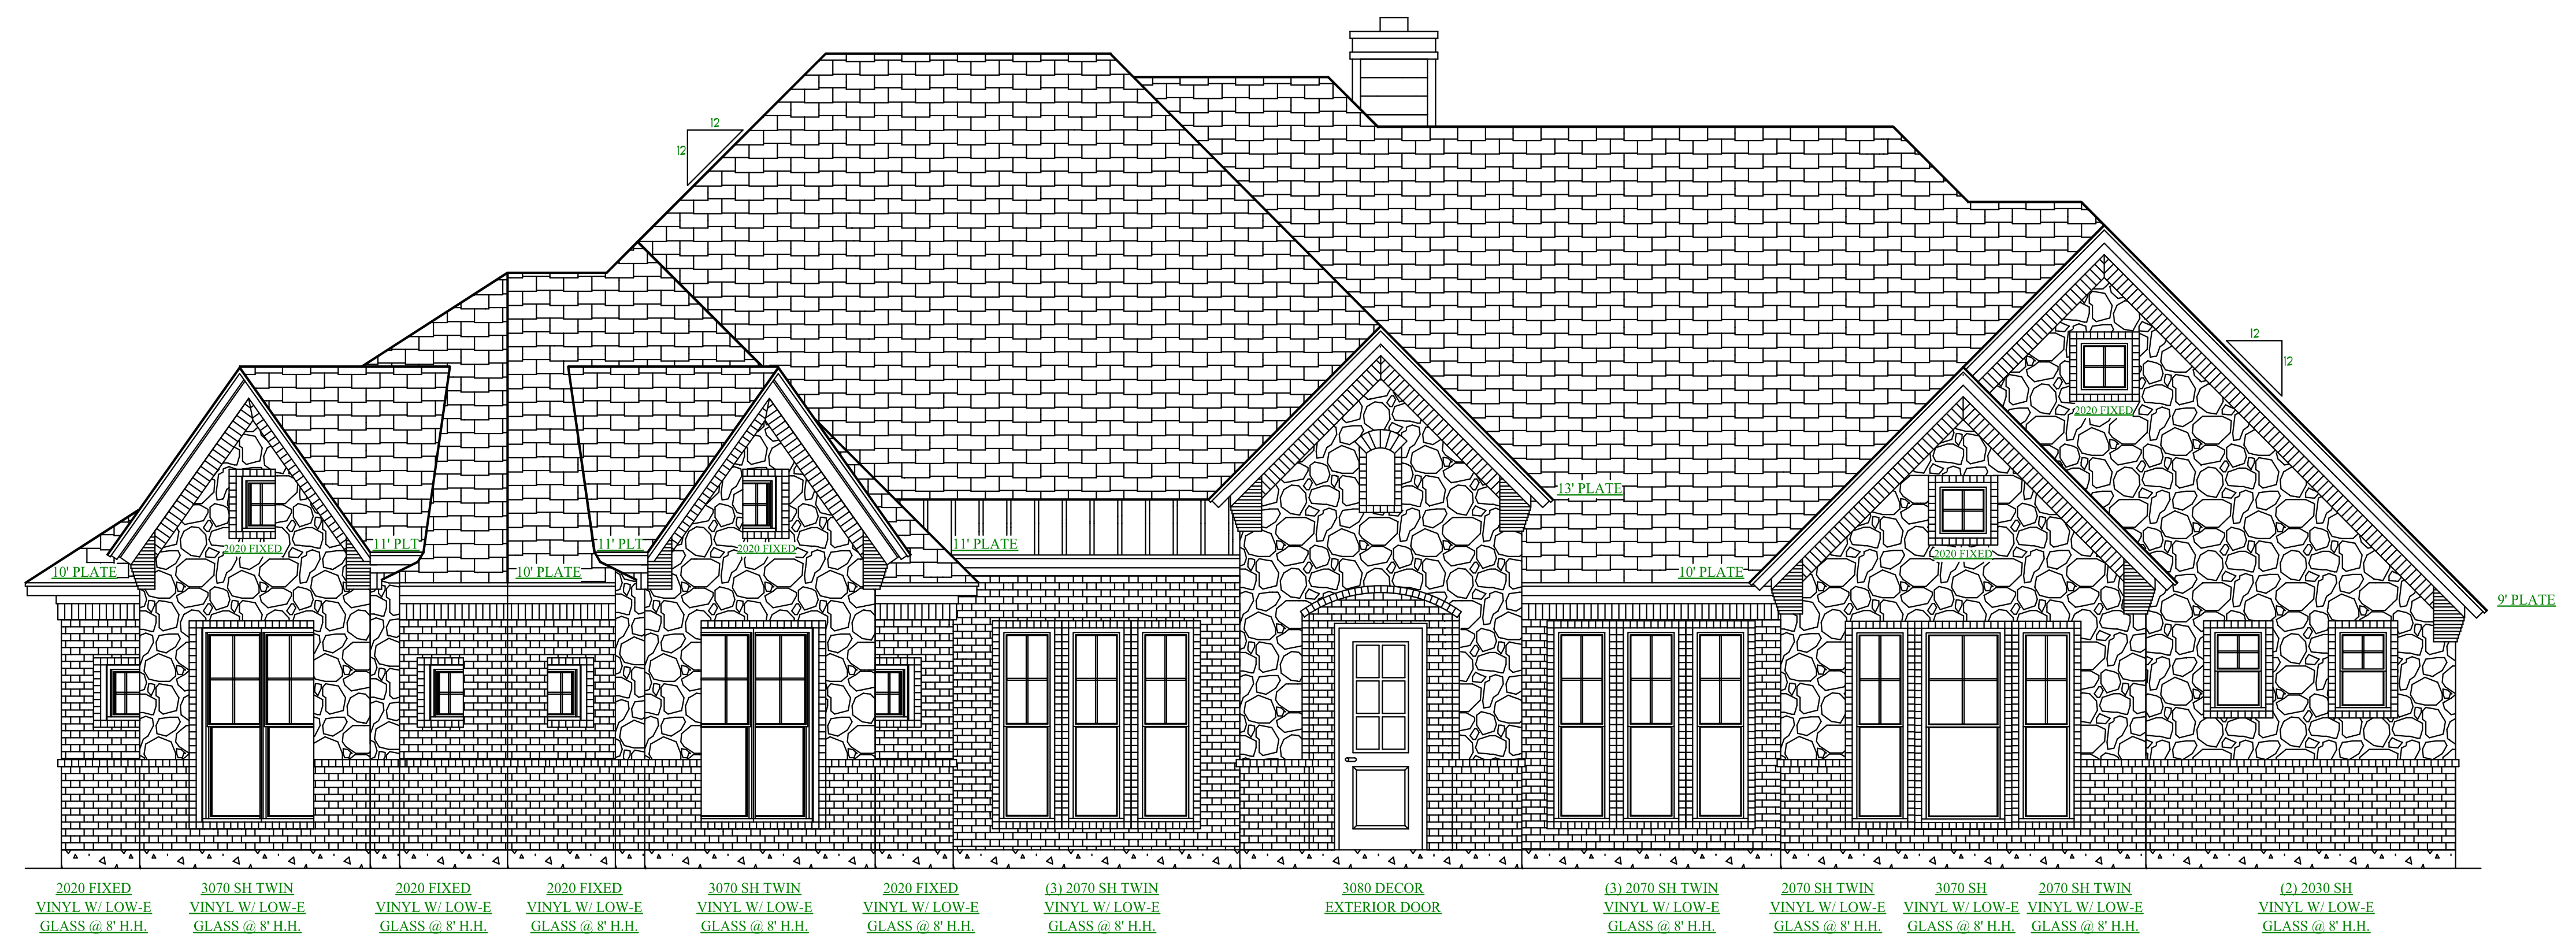 12
12
12
12
2020 FIXED
13' PLATE
11' PLT
11' PLT
11' PLATE
2020 FIXED
2020 FIXED
2020 FIXED
10' PLATE
10' PLATE
10' PLATE
9' PLATE
2020 FIXED
VINYL W/ LOW-E
GLASS @ 8' H.H.
3070 SH TWIN
VINYL W/ LOW-E
GLASS @ 8' H.H.
2020 FIXED
VINYL W/ LOW-E
GLASS @ 8' H.H.
2020 FIXED
VINYL W/ LOW-E
GLASS @ 8' H.H.
3070 SH TWIN
VINYL W/ LOW-E
GLASS @ 8' H.H.
2020 FIXED
VINYL W/ LOW-E
GLASS @ 8' H.H.
(3) 2070 SH TWIN
VINYL W/ LOW-E
GLASS @ 8' H.H.
3080 DECOR
EXTERIOR DOOR
(3) 2070 SH TWIN
VINYL W/ LOW-E
GLASS @ 8' H.H.
2070 SH TWIN
VINYL W/ LOW-E
GLASS @ 8' H.H.
3070 SH
VINYL W/ LOW-E
GLASS @ 8' H.H.
2070 SH TWIN
VINYL W/ LOW-E
GLASS @ 8' H.H.
(2) 2030 SH
VINYL W/ LOW-E
GLASS @ 8' H.H.